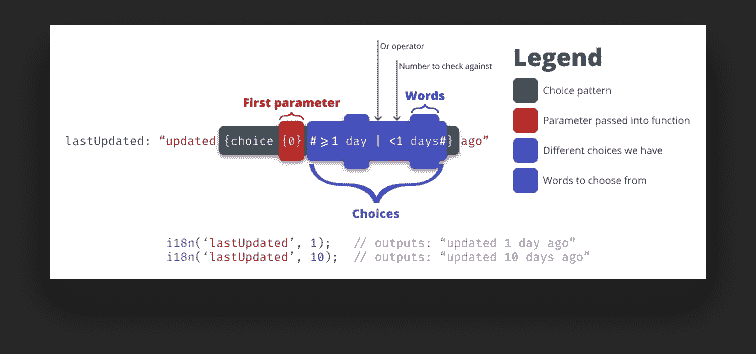 Or operator
Number to check against
Legend
Choice pattern
Parameter passed into function
Different choices we have
Words to choose from
First parameter
Words
lastUpdated: “updated {choice {0} #⩾1 day | <1 days#} ago”
Choices
i18n(‘lastUpdated’, 1); // outputs: “updated 1 day ago”
i18n(‘lastUpdated’, 10); // outputs: “updated 10 days ago”